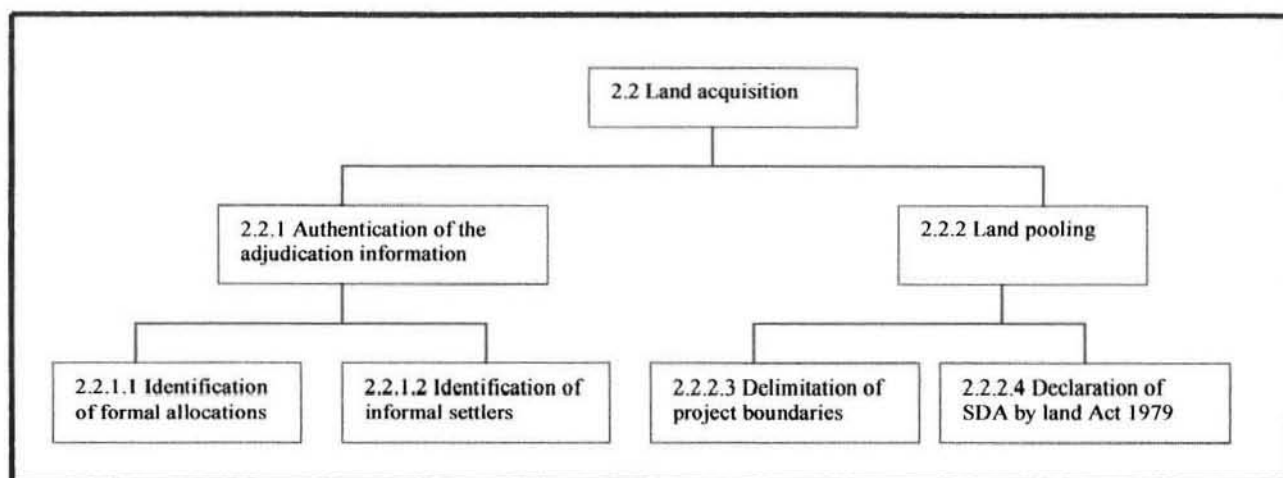 2.2 Land acquisition
2.2.1 Authentication of the
adjudication information
2.2.2 Land pooling
2.2.1.1 Identification
of formal allocations
2.2.1.2 Identification of
informal settlers
2.2.2.3 Delimitation of
project boundaries
2.2.2.4 Declaration of
SDA by land Act 1979